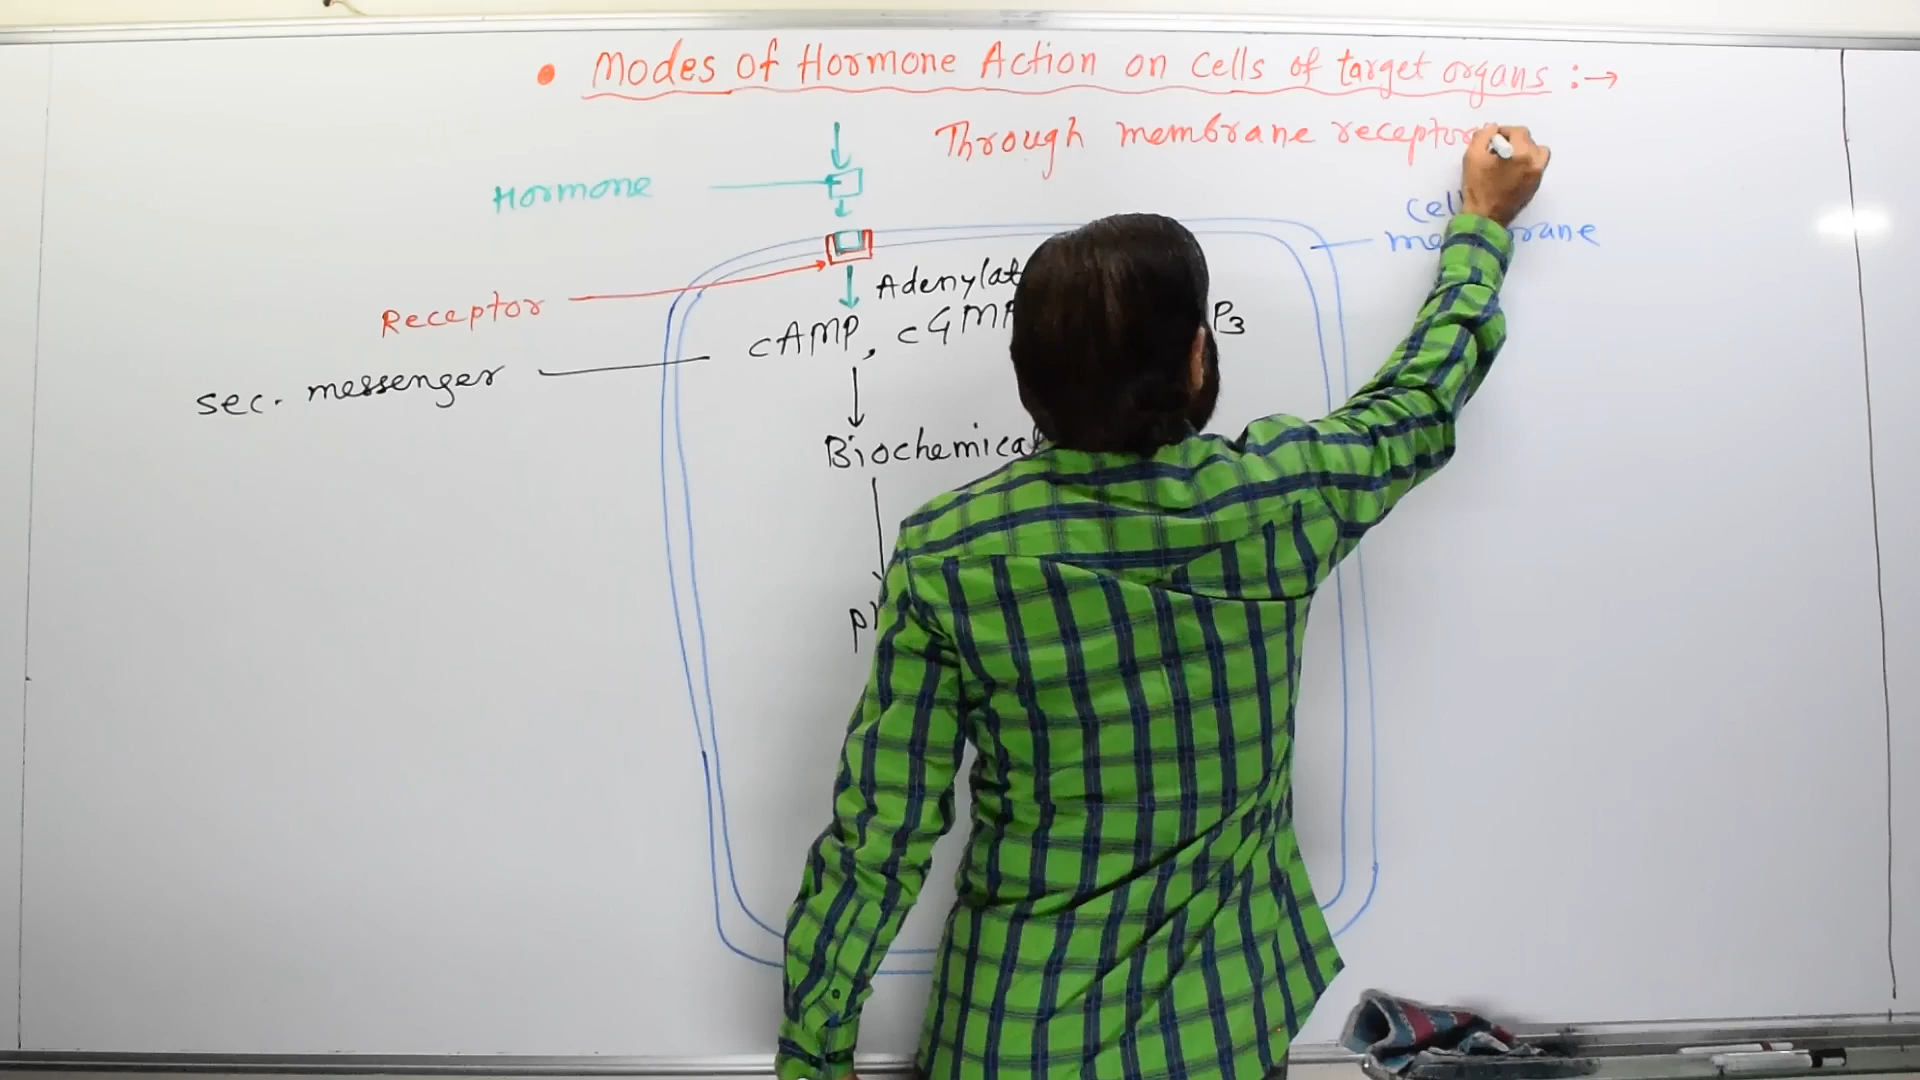 • Modes of Hormone Action on cells of target organs :→
Through membrane receptor
Hormone
membrane
Receptor
cAMP, cGMP
P3
sec. messenger
Biochemical